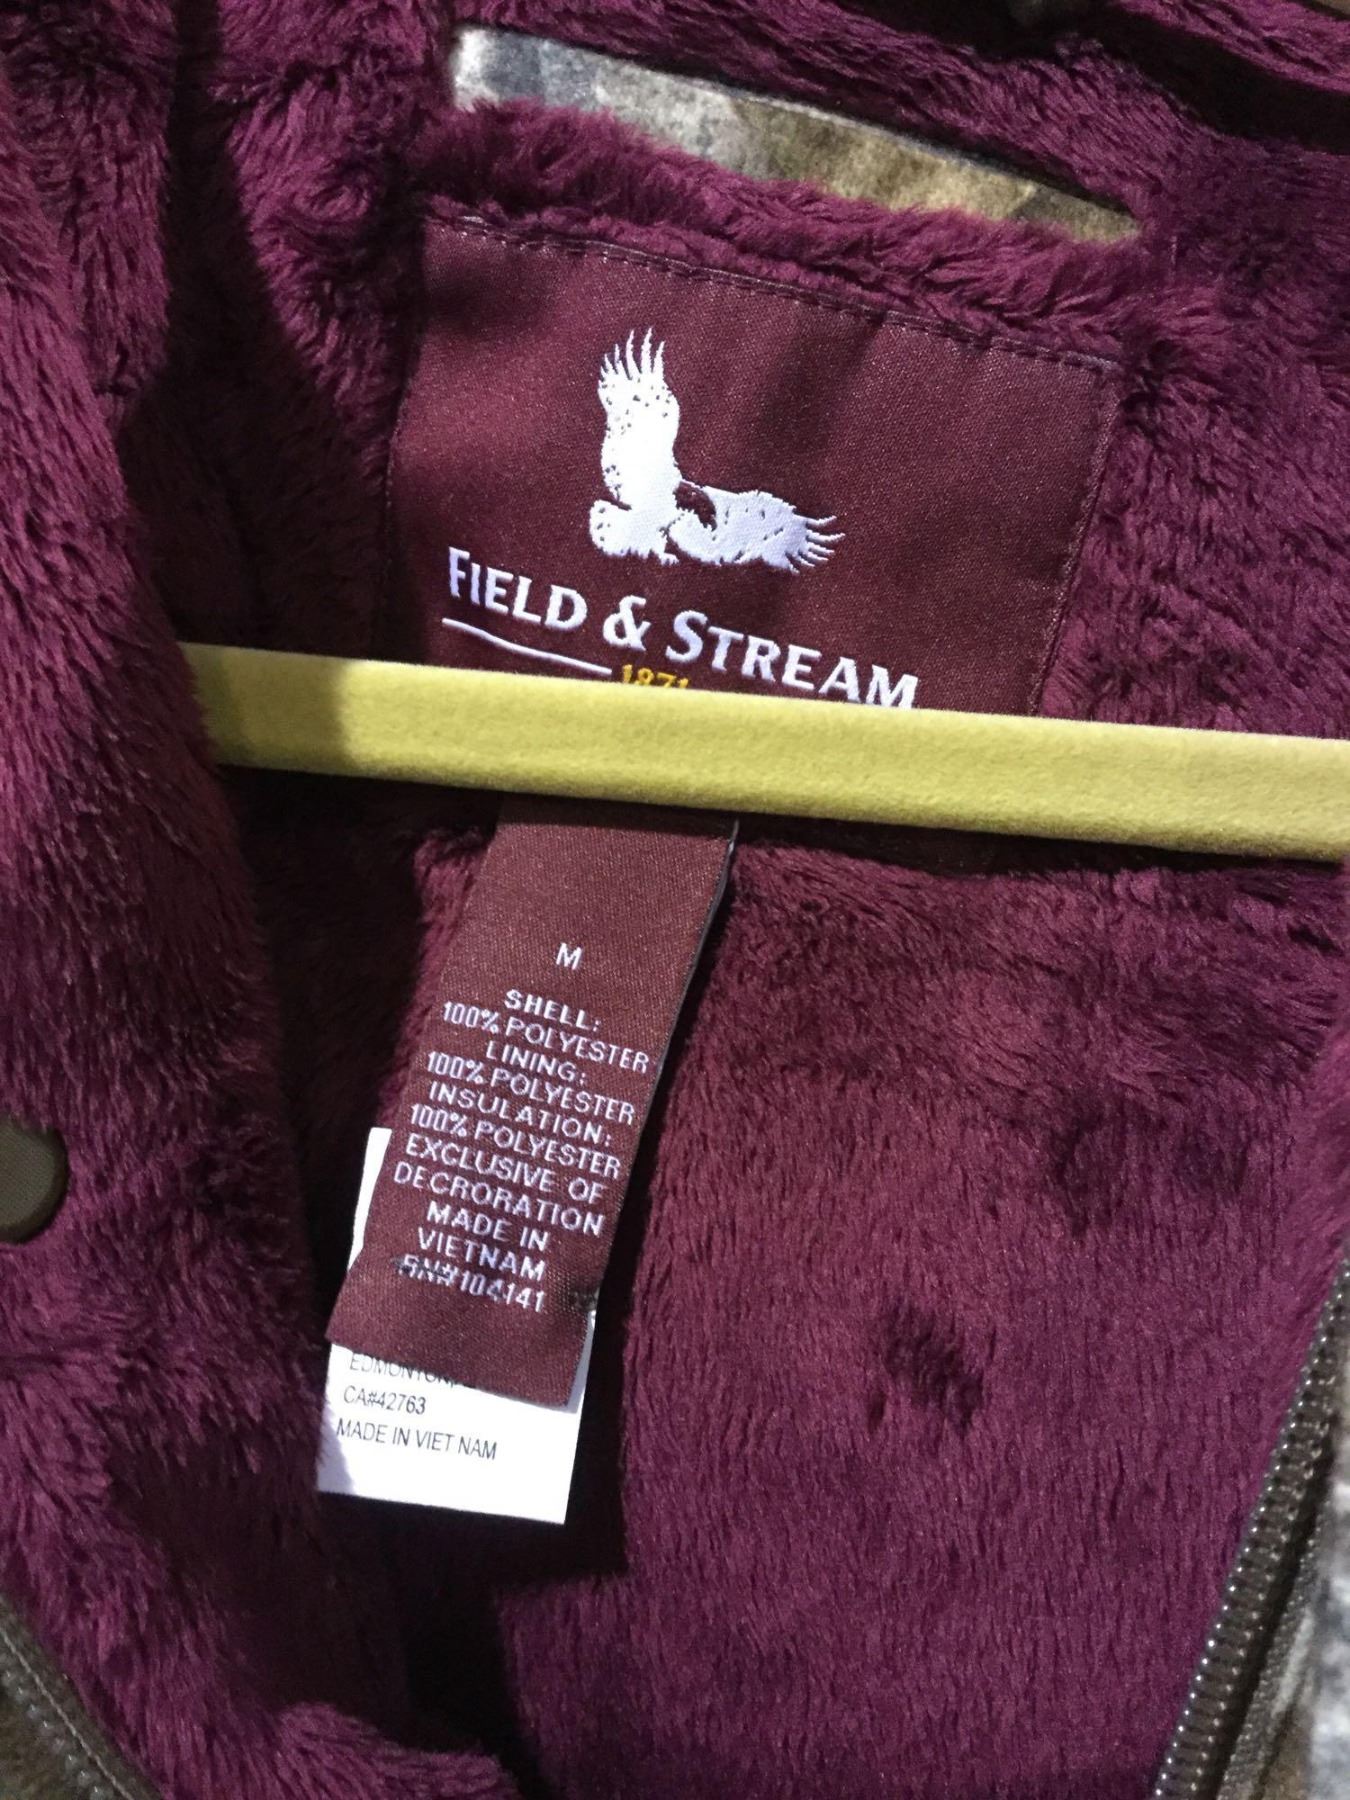 FIELD & STREAM
1871
M
SHELL:
100% POLYESTER
LINING:
100% POLYESTER
INSULATION:
100% POLYESTER
EXCLUSIVE OF
DECRORATION
MADE IN
VIETNAM
RN#104141
CA#42763
MADE IN VIET NAM